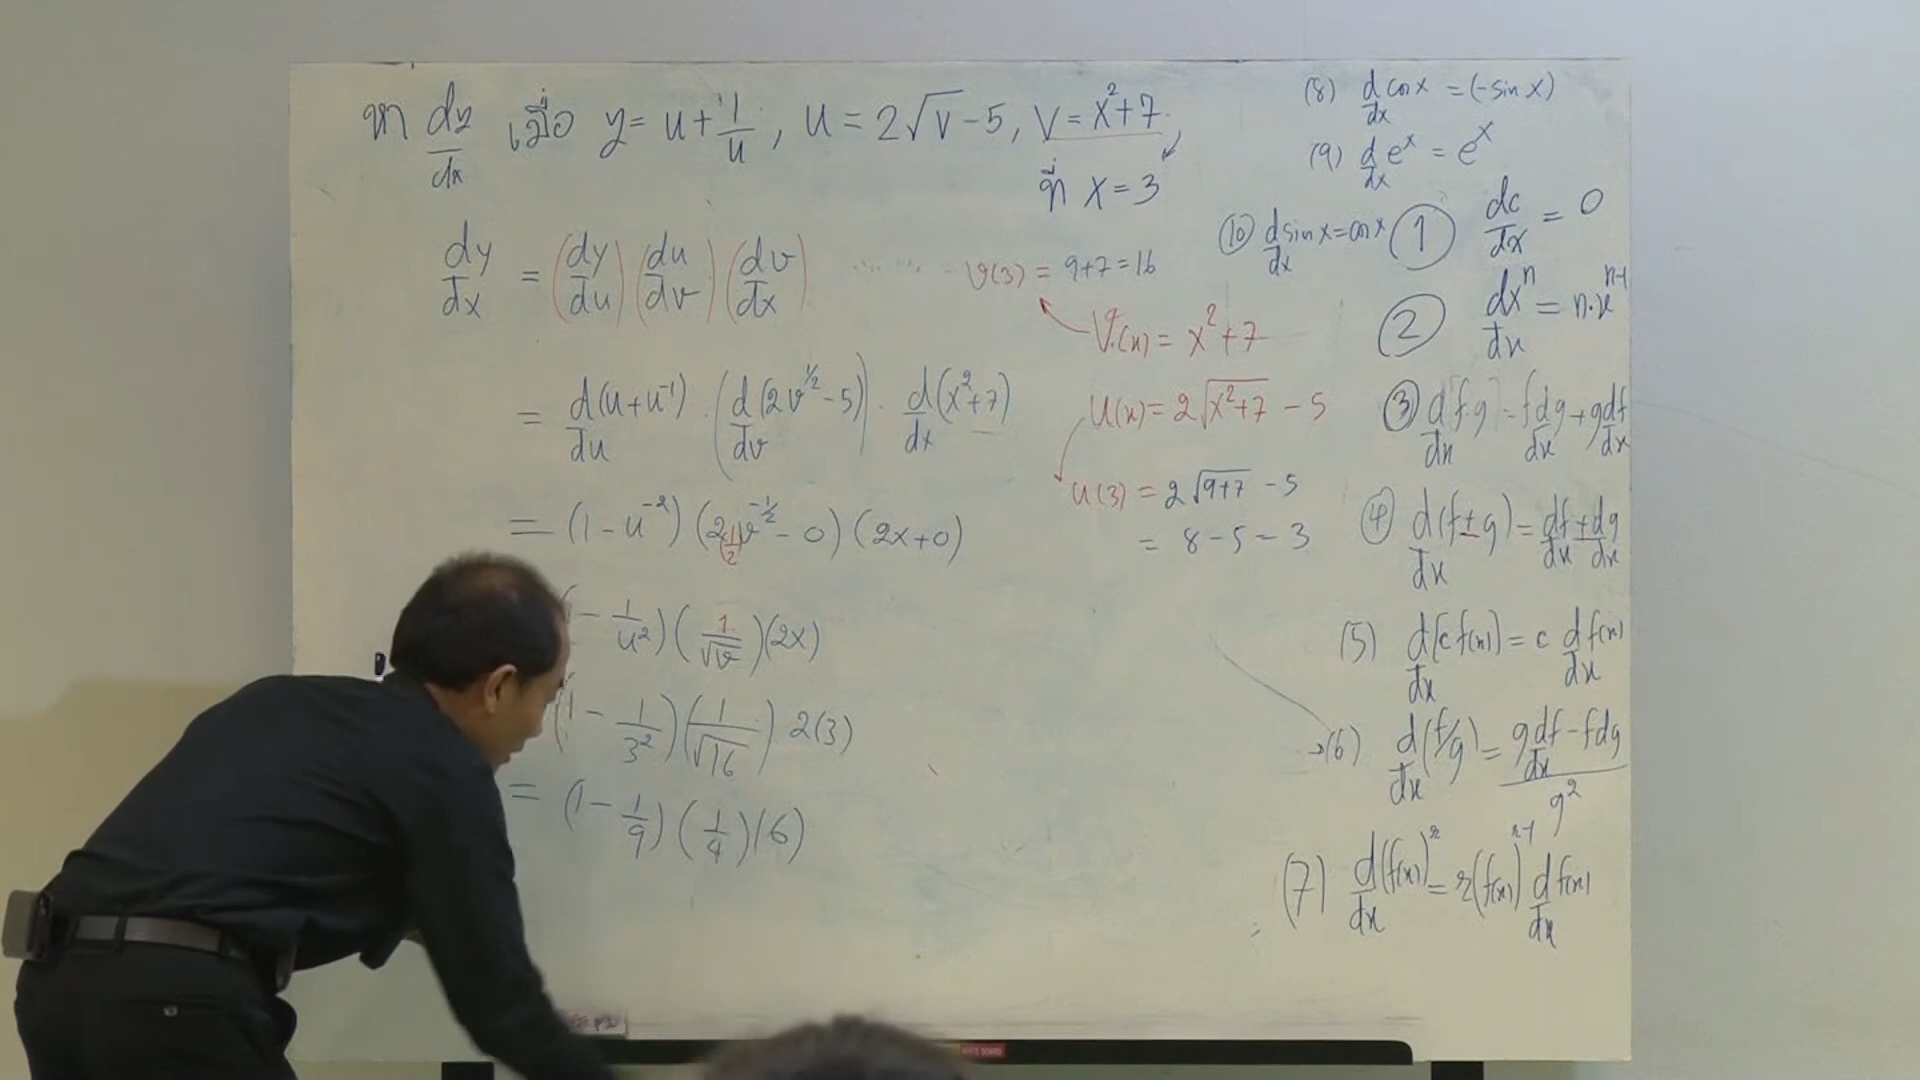 หา dy/dx เมื่อ y = u + 1/u , u = 2√v - 5, v = x² + 7
ที่ x = 3
dy/dx = (dy/du)(du/dv)(dv/dx)
= d/du (u + u⁻¹) · (d/dv (2v^½ - 5)) · d/dx (x² + 7)
= (1 - u⁻²)(2(1/2)v^-½ - 0)(2x + 0)
- 1/u²)(1/√v)(2x)
(1 - 1/3²)(1/√16) 2(3)
= (1 - 1/9)(1/4)(6)
v(3) = 9+7 = 16
V(x) = x² + 7
u(x) = 2√(x²+7) - 5
u(3) = 2√(9+7) - 5
= 8 - 5 = 3
(8) d/dx cos x = (-sin x)
(9) d/dx eˣ = eˣ
(10) d/dx sin x = cos x
(1) dc/dx = 0
(2) dxⁿ/dx = n·xⁿ⁻¹
(3) d/dx f·g = f dg/dx + g df/dx
(4) d/dx (f ± g) = df/dx ± dg/dx
(5) d/dx [c f(x)] = c d/dx f(x)
→(6) d/dx (f/g) = g df/dx - f dg / g²
(7) d/dx (f(x))ʳ = r(f(x))ʳ⁻¹ d/dx f(x)
WHITE BOARD